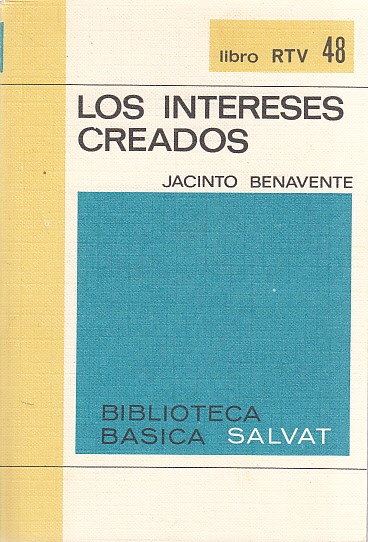 libro RTV 48
LOS INTERESES
CREADOS
JACINTO BENAVENTE
BIBLIOTECA
BASICA SALVAT